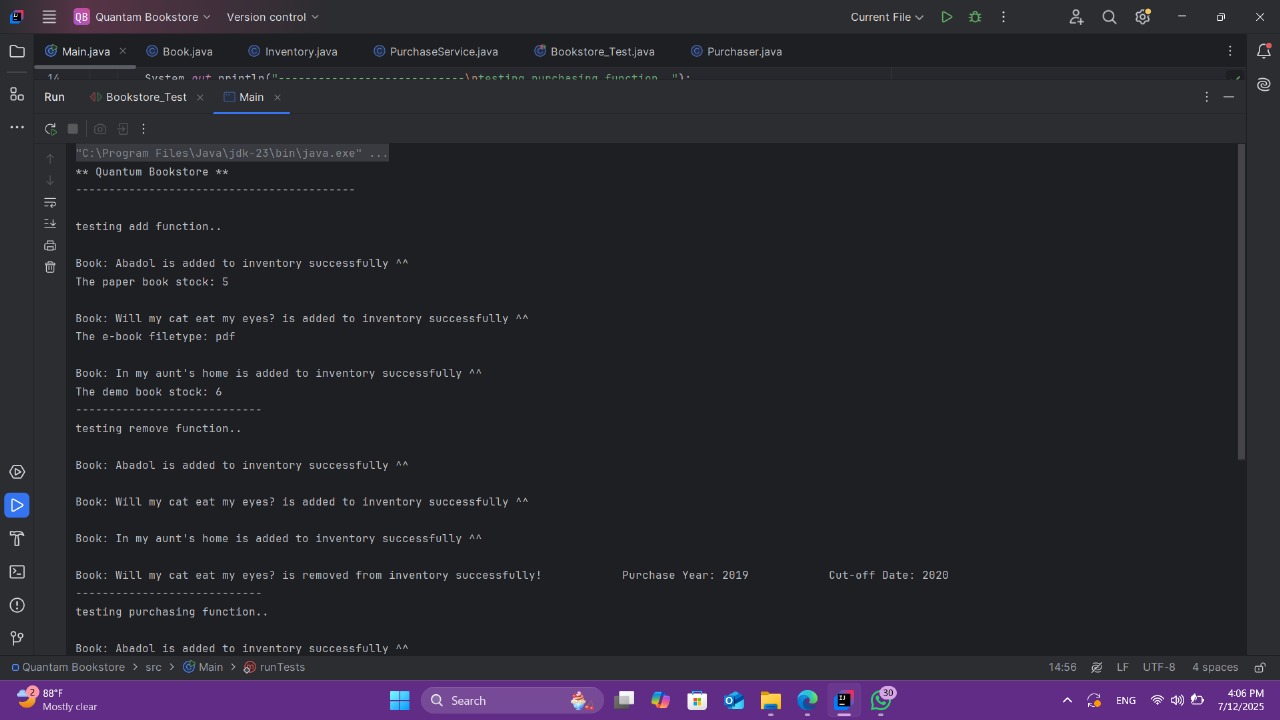 QB Quantam Bookstore Version control Current File
Main.java Book.java Inventory.java PurchaseService.java Bookstore_Test.java Purchaser.java
14 System.out.println("----------------------------\ntesting purchasing function..");
Run Bookstore_Test Main
"C:\Program Files\Java\jdk-23\bin\java.exe" ...
** Quantum Bookstore **
------------------------------------------
testing add function..
Book: Abadol is added to inventory successfully ^^
The paper book stock: 5
Book: Will my cat eat my eyes? is added to inventory successfully ^^
The e-book filetype: pdf
Book: In my aunt's home is added to inventory successfully ^^
The demo book stock: 6
----------------------------
testing remove function..
Book: Abadol is added to inventory successfully ^^
Book: Will my cat eat my eyes? is added to inventory successfully ^^
Book: In my aunt's home is added to inventory successfully ^^
Book: Will my cat eat my eyes? is removed from inventory successfully! Purchase Year: 2019 Cut-off Date: 2020
----------------------------
testing purchasing function..
Book: Abadol is added to inventory successfully ^^
Quantam Bookstore > src > Main > runTests 14:56 LF UTF-8 4 spaces
2 88°F Search 30 ENG 4:06 PM
Mostly clear 7/12/2025